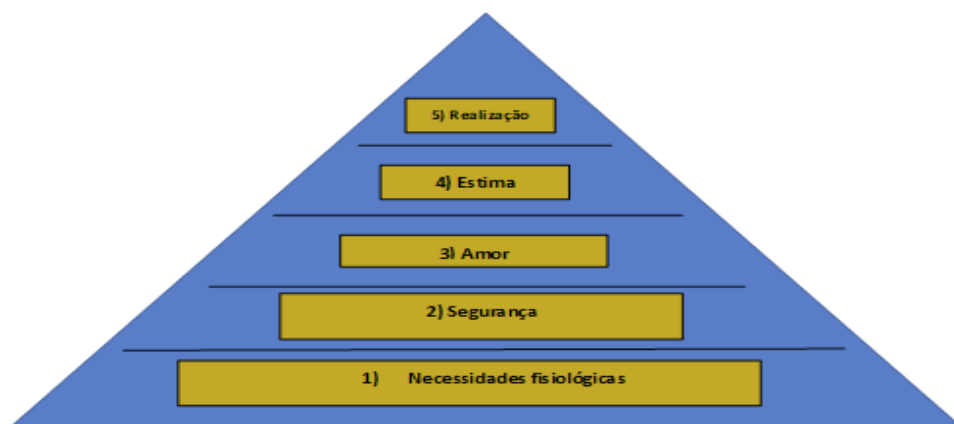 5) Realização
4) Estima
3) Amor
2) Segurança
1) Necessidades fisiológicas